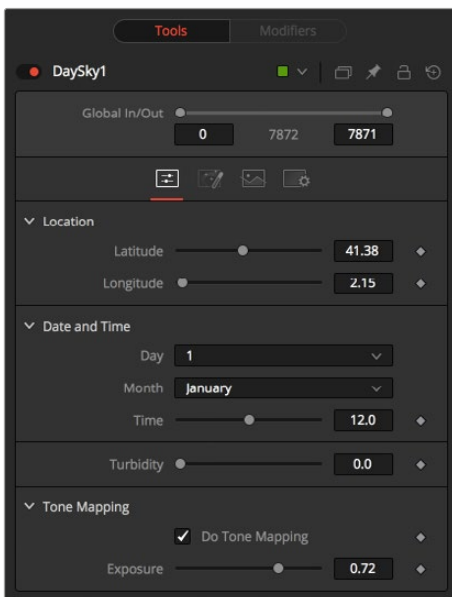 Tools Modifiers
DaySky1
Global In/Out
0 7872 7871
Location
Latitude 41.38
Longitude 2.15
Date and Time
Day 1
Month January
Time 12.0
Turbidity 0.0
Tone Mapping
Do Tone Mapping
Exposure 0.72